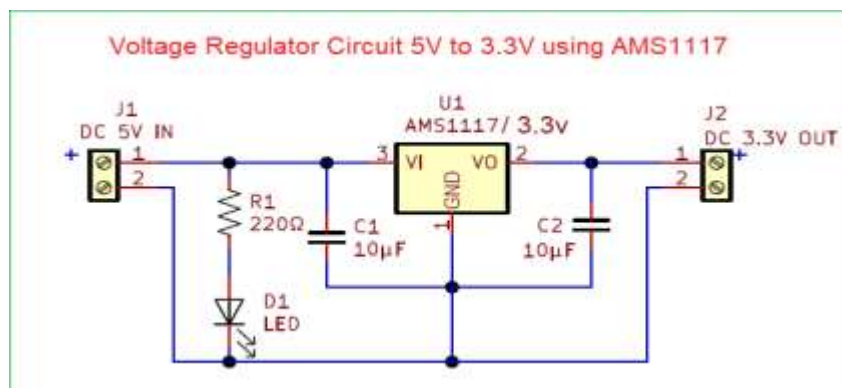 Voltage Regulator Circuit 5V to 3.3V using AMS1117
J1
DC 5V IN
+
1
2
R1
220Ω
D1
LED
C1
10µF
U1
AMS1117/ 3.3v
3
VI
VO
2
GND
1
C2
10µF
J2
DC 3.3V OUT
+
1
2